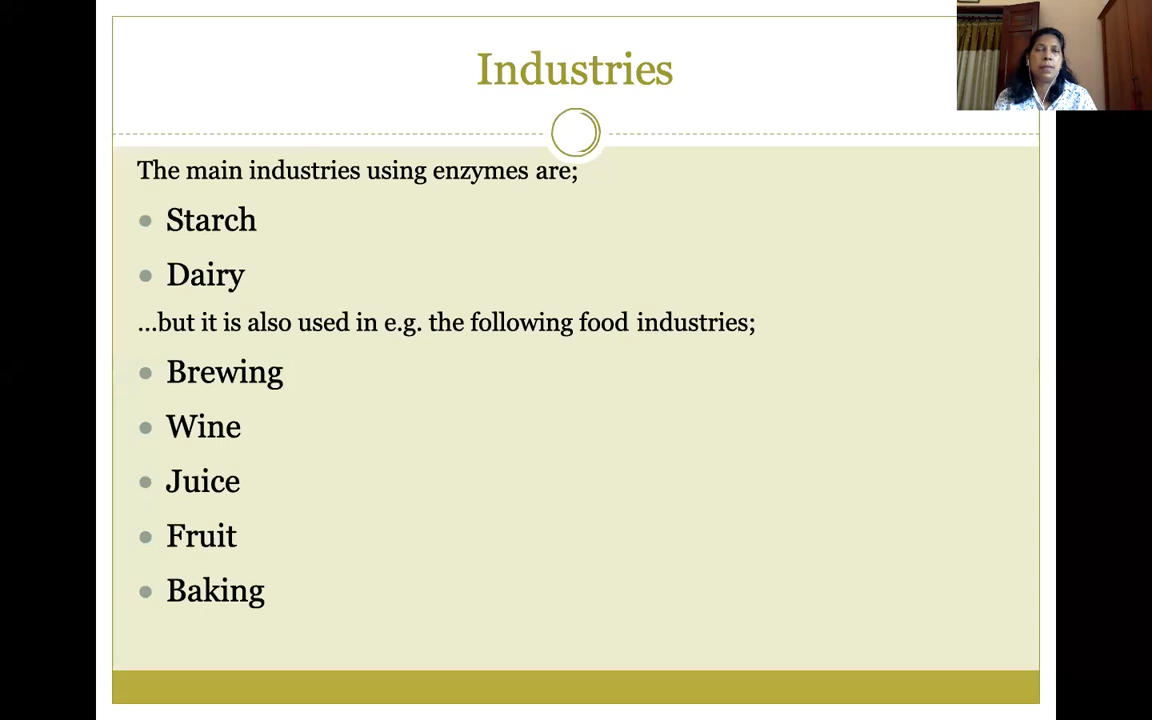 Industries
The main industries using enzymes are;
Starch
Dairy
...but it is also used in e.g. the following food industries;
Brewing
Wine
Juice
Fruit
Baking